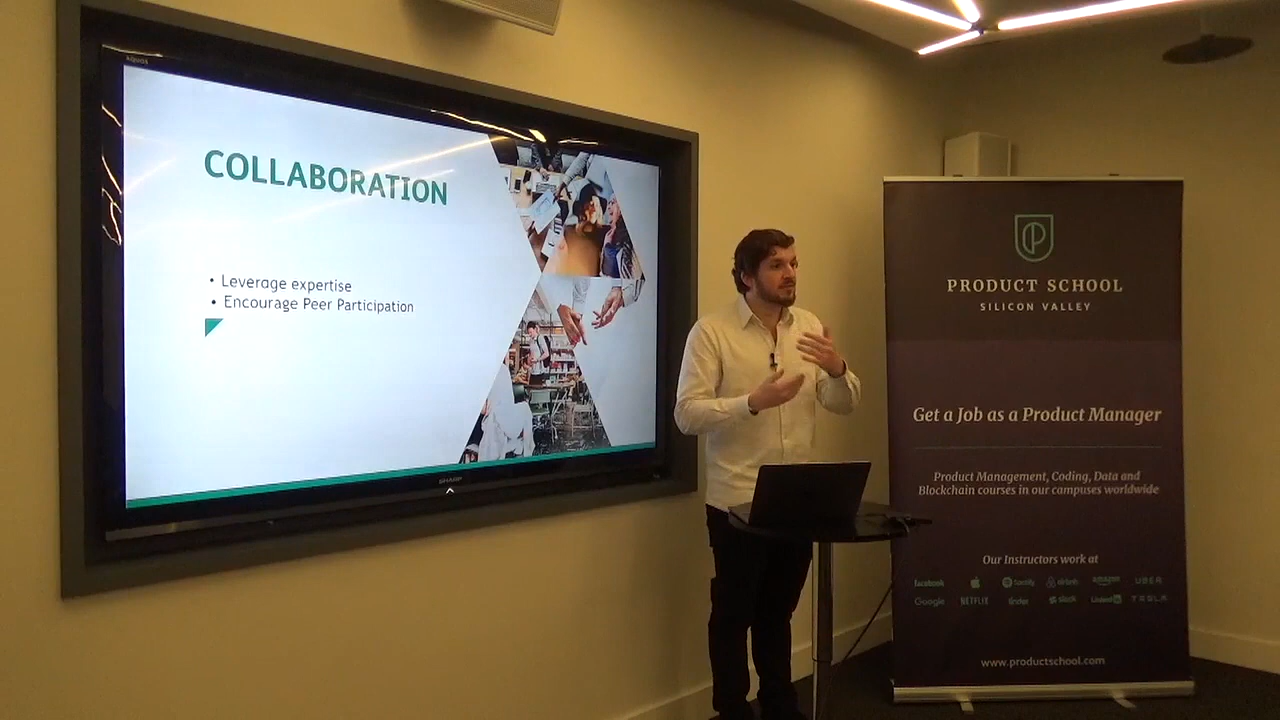 AQUOS
COLLABORATION
• Leverage expertise
• Encourage Peer Participation
SHARP
PRODUCT SCHOOL
SILICON VALLEY
Get a Job as a Product Manager
Product Management, Coding, Data and
Blockchain courses in our campuses worldwide
Our Instructors work at
facebook Spotify airbnb amazon UBER
Google NETFLIX tinder slack LinkedIn TESLA
www.productschool.com